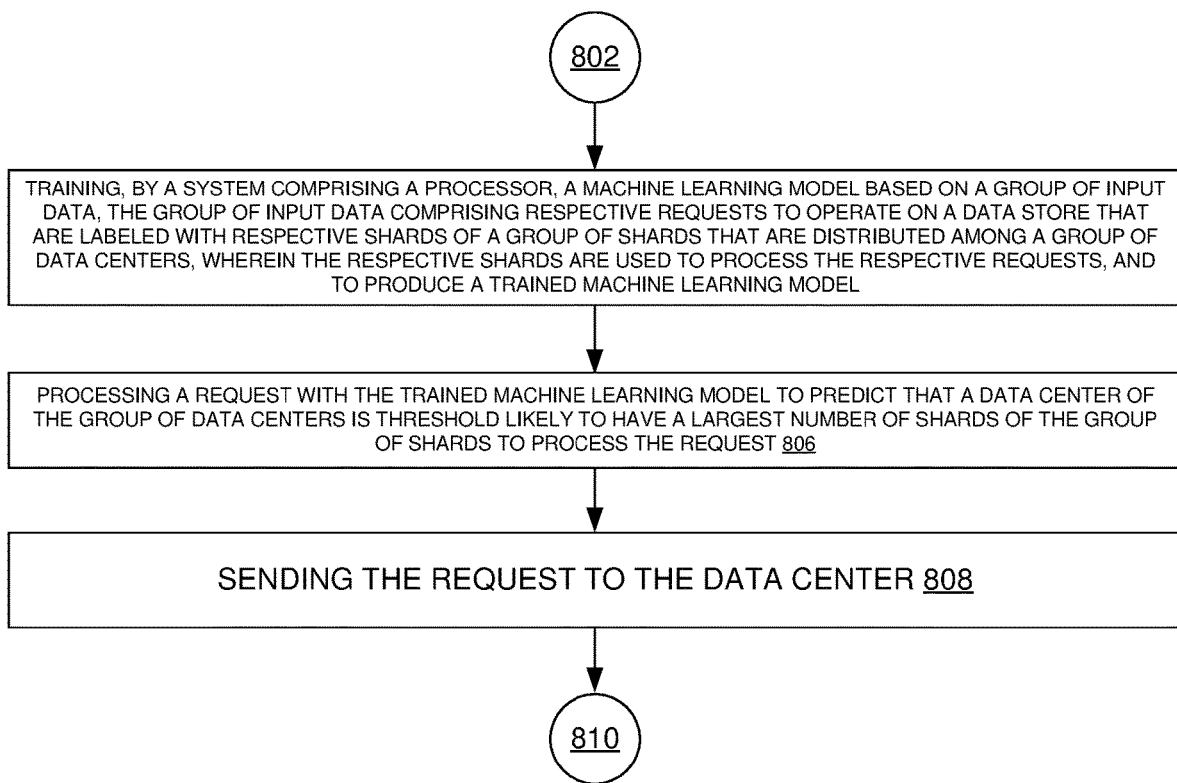 802
TRAINING, BY A SYSTEM COMPRISING A PROCESSOR, A MACHINE LEARNING MODEL BASED ON A GROUP OF INPUT
DATA, THE GROUP OF INPUT DATA COMPRISING RESPECTIVE REQUESTS TO OPERATE ON A DATA STORE THAT
ARE LABELED WITH RESPECTIVE SHARDS OF A GROUP OF SHARDS THAT ARE DISTRIBUTED AMONG A GROUP OF
DATA CENTERS, WHEREIN THE RESPECTIVE SHARDS ARE USED TO PROCESS THE RESPECTIVE REQUESTS, AND
TO PRODUCE A TRAINED MACHINE LEARNING MODEL
PROCESSING A REQUEST WITH THE TRAINED MACHINE LEARNING MODEL TO PREDICT THAT A DATA CENTER OF
THE GROUP OF DATA CENTERS IS THRESHOLD LIKELY TO HAVE A LARGEST NUMBER OF SHARDS OF THE GROUP
OF SHARDS TO PROCESS THE REQUEST 806
SENDING THE REQUEST TO THE DATA CENTER 808
810